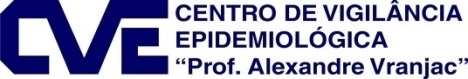 CVE
CENTRO DE VIGILÂNCIA
EPIDEMIOLÓGICA
“Prof. Alexandre Vranjac”